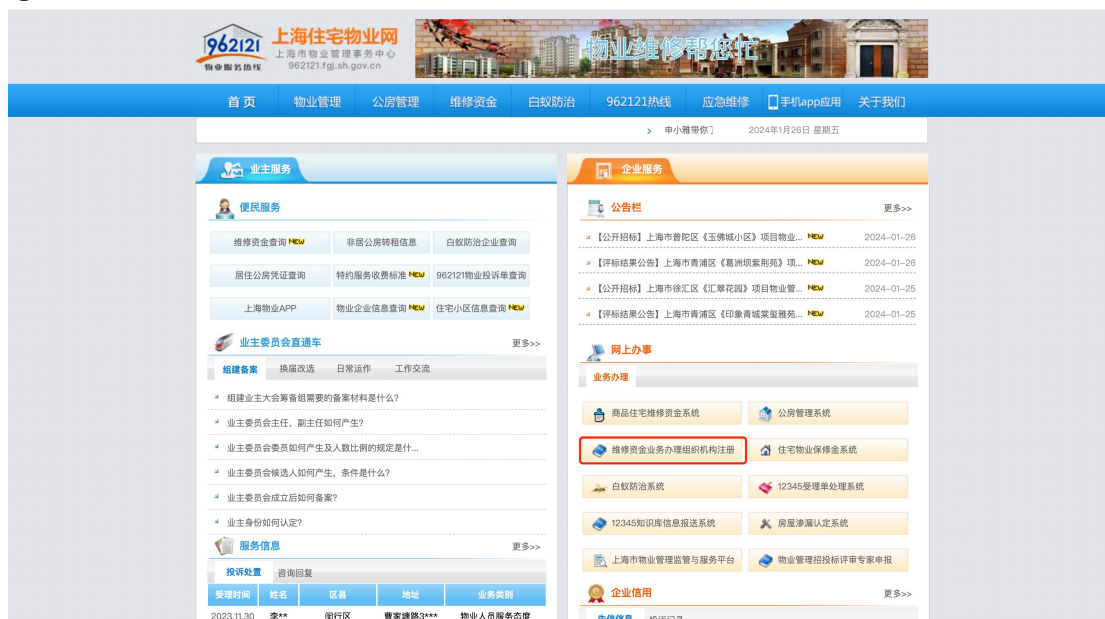 962121
物业服务热线
上海住宅物业网
上海市物业管理事务中心
962121.fgj.sh.gov.cn
物业维修帮您忙
首页 物业管理 公房管理 维修资金 白蚁防治 962121热线 应急维修 手机app应用 关于我们
申小雅带你 2024年1月26日 星期五
业主服务
便民服务
维修资金查询 NEW 非居公房转租信息 白蚁防治企业查询
居住公房凭证查询 特约服务收费标准 NEW 962121物业投诉单查询
上海物业APP 物业企业信息查询 NEW 住宅小区信息查询 NEW
业主委员会直通车 更多>>
组建备案 换届改选 日常运作 工作交流
组建业主大会筹备组需要的备案材料是什么?
业主委员会主任，副主任如何产生?
业主委员会委员如何产生及人数比例的规定是什...
业主委员会候选人如何产生，条件是什么?
业主委员会成立后如何备案?
业主身份如何认定?
服务信息 更多>>
投诉处置 咨询回复
受理时间 姓名 区县 地址 业务类别
2023.11.30 李** 闵行区 曹家塘路3*** 物业人员服务态度
企业服务
公告栏 更多>>
【公开招标】上海市普陀区《玉佛城小区》项目物业... NEW 2024-01-26
【评标结果公告】上海市青浦区《葛洲坝紫荆苑》项... NEW 2024-01-26
【公开招标】上海市徐汇区《汇翠花园》项目物业管... NEW 2024-01-25
【评标结果公告】上海市青浦区《印象青城棠玺雅苑... NEW 2024-01-25
网上办事
业务办理
商品住宅维修资金系统 公房管理系统
维修资金业务办理组织机构注册 住宅物业保修金系统
白蚁防治系统 12345受理单处理系统
12345知识库信息报送系统 房屋渗漏认定系统
上海市物业管理监管与服务平台 物业管理招投标评审专家申报
企业信用 更多>>
失信信息 投诉记录